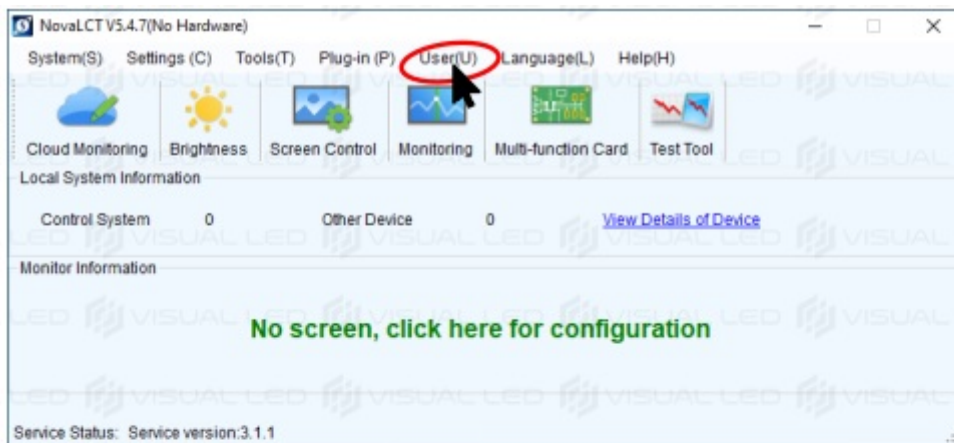 NovaLCT V5.4.7(No Hardware)
System(S) Settings (C) Tools(T) Plug-in (P) User(U) Language(L) Help(H)
Cloud Monitoring Brightness Screen Control Monitoring Multi-function Card Test Tool
Local System Information
Control System 0 Other Device 0 View Details of Device
Monitor Information
No screen, click here for configuration
Service Status: Service version:3.1.1
VISUAL LED